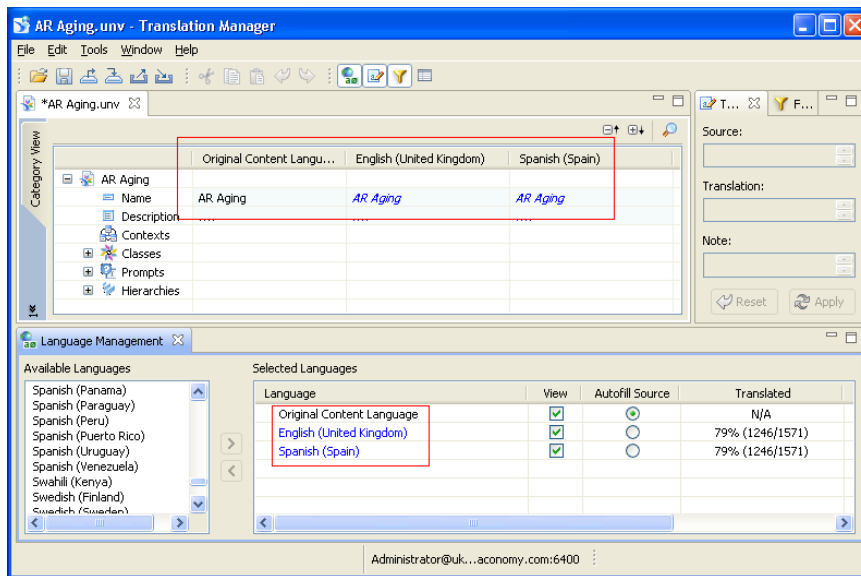 AR Aging.unv - Translation Manager
File Edit Tools Window Help
*AR Aging.unv
T... F...
Category View
Original Content Langu... English (United Kingdom) Spanish (Spain)
AR Aging
Name AR Aging AR Aging AR Aging
Description
Contexts
Classes
Prompts
Hierarchies
Source:
Translation:
Note:
Reset Apply
Language Management
Available Languages
Spanish (Panama)
Spanish (Paraguay)
Spanish (Peru)
Spanish (Puerto Rico)
Spanish (Uruguay)
Spanish (Venezuela)
Swahili (Kenya)
Swedish (Finland)
Swedish (Sweden)
Selected Languages
Language View Autofill Source Translated
Original Content Language N/A
English (United Kingdom) 79% (1246/1571)
Spanish (Spain) 79% (1246/1571)
Administrator@uk...aconomy.com:6400